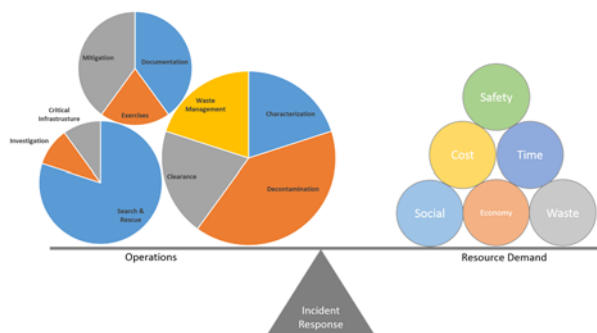 Mitigation
Documentation
Exercises
Critical
Infrastructure
Investigation
Search &
Rescue
Waste
Management
Characterization
Clearance
Decontamination
Safety
Cost
Time
Social
Economy
Waste
Operations
Resource Demand
Incident
Response